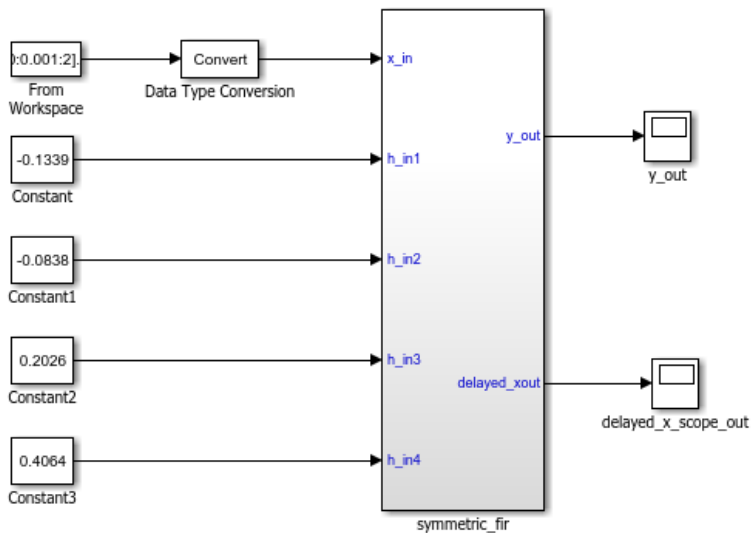 ):0.001:2].
From
Workspace
Convert
Data Type Conversion
x_in
-0.1339
Constant
h_in1
y_out
y_out
-0.0838
Constant1
h_in2
0.2026
Constant2
h_in3
delayed_xout
delayed_x_scope_out
0.4064
Constant3
h_in4
symmetric_fir